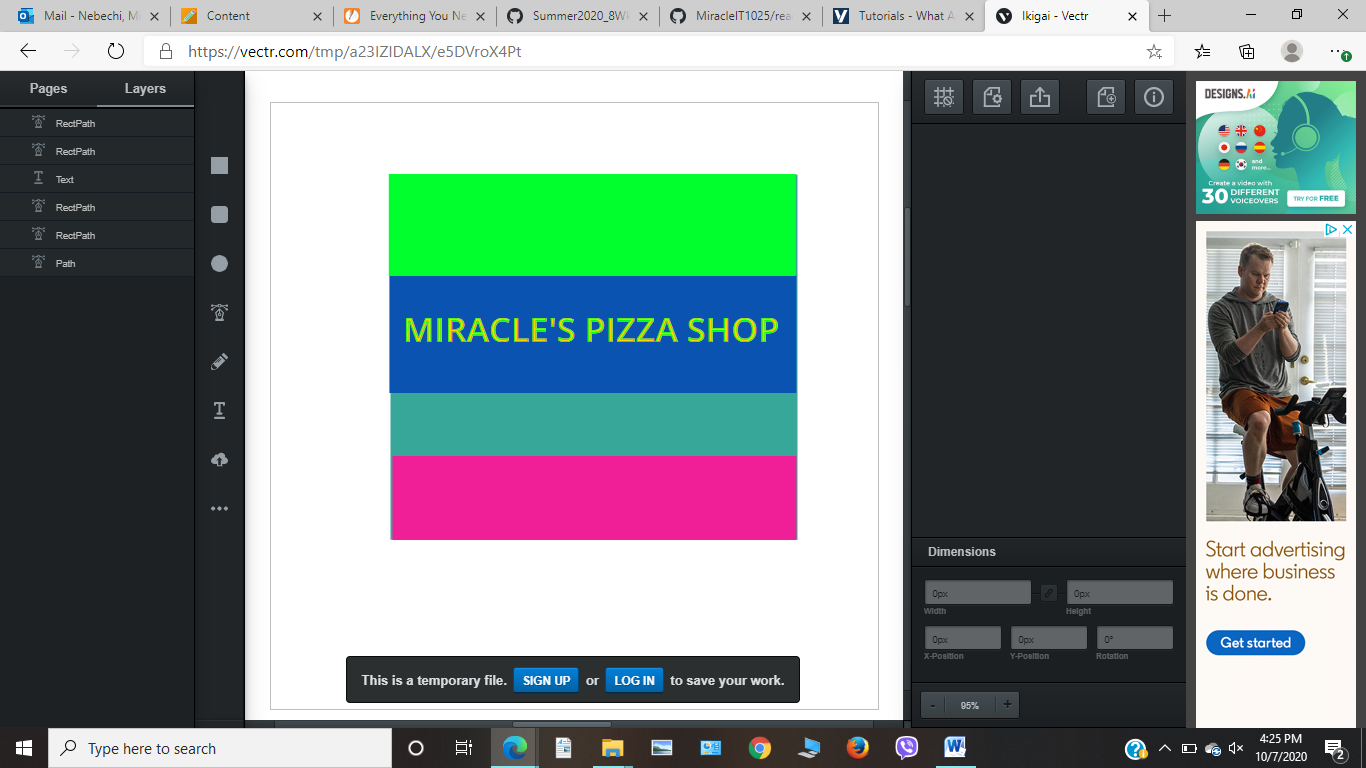 Mail - Nebechi, M
Content
Everything You Ne
Summer2020_8Wk
MiracleIT1025/rea
Tutorials - What A
Ikigai - Vectr
https://vectr.com/tmp/a23IZIDALX/e5DVroX4Pt
Pages
Layers
RectPath
RectPath
Text
RectPath
RectPath
Path
MIRACLE'S PIZZA SHOP
This is a temporary file. SIGN UP or LOG IN to save your work.
Dimensions
0px
0px
Width
Height
0px
0px
0°
X-Position
Y-Position
Rotation
- 95% +
DESIGNS.AI
and
more...
Create a video with
30 DIFFERENT
VOICEOVERS
TRY FOR FREE
Start advertising
where business
is done.
Get started
Type here to search
4:25 PM
10/7/2020
2